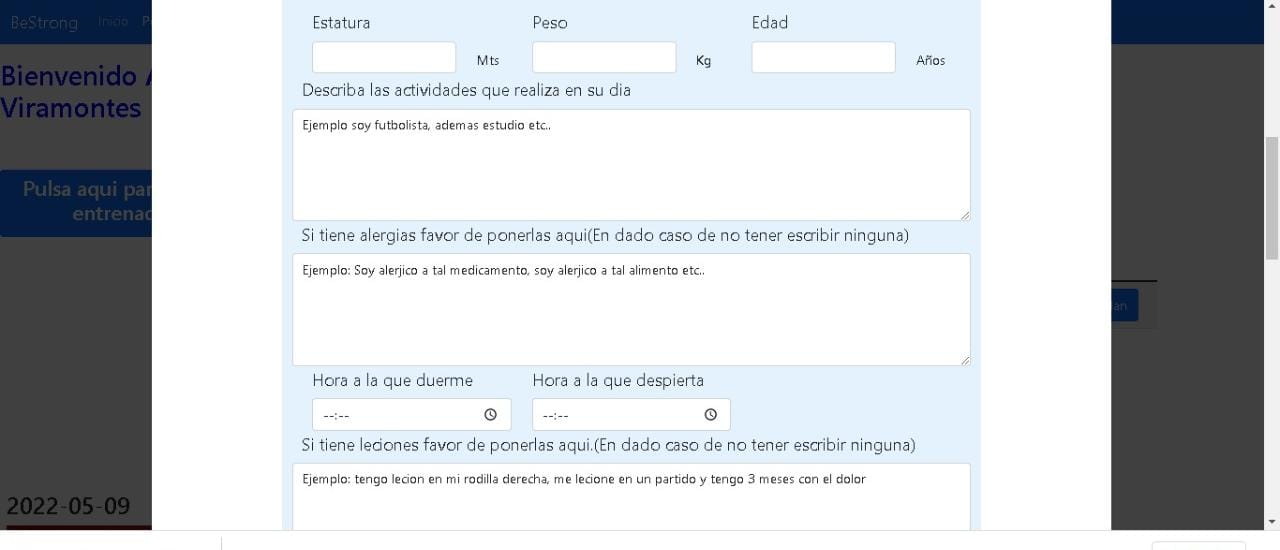 BeStrong Inicio
Bienvenido
Viramontes
Pulsa aqui
Estatura Peso Edad
Mts Kg Años
Describa las actividades que realiza en su dia
Ejemplo soy futbolista, ademas estudio etc..
Si tiene alergias favor de ponerlas aqui(En dado caso de no tener escribir ninguna)
Ejemplo: Soy alerjico a tal medicamento, soy alerjico a tal alimento etc..
Hora a la que duerme Hora a la que despierta
--:-- --:--
Si tiene leciones favor de ponerlas aqui.(En dado caso de no tener escribir ninguna)
Ejemplo: tengo lecion en mi rodilla derecha, me lecione en un partido y tengo 3 meses con el dolor
2022-05-09